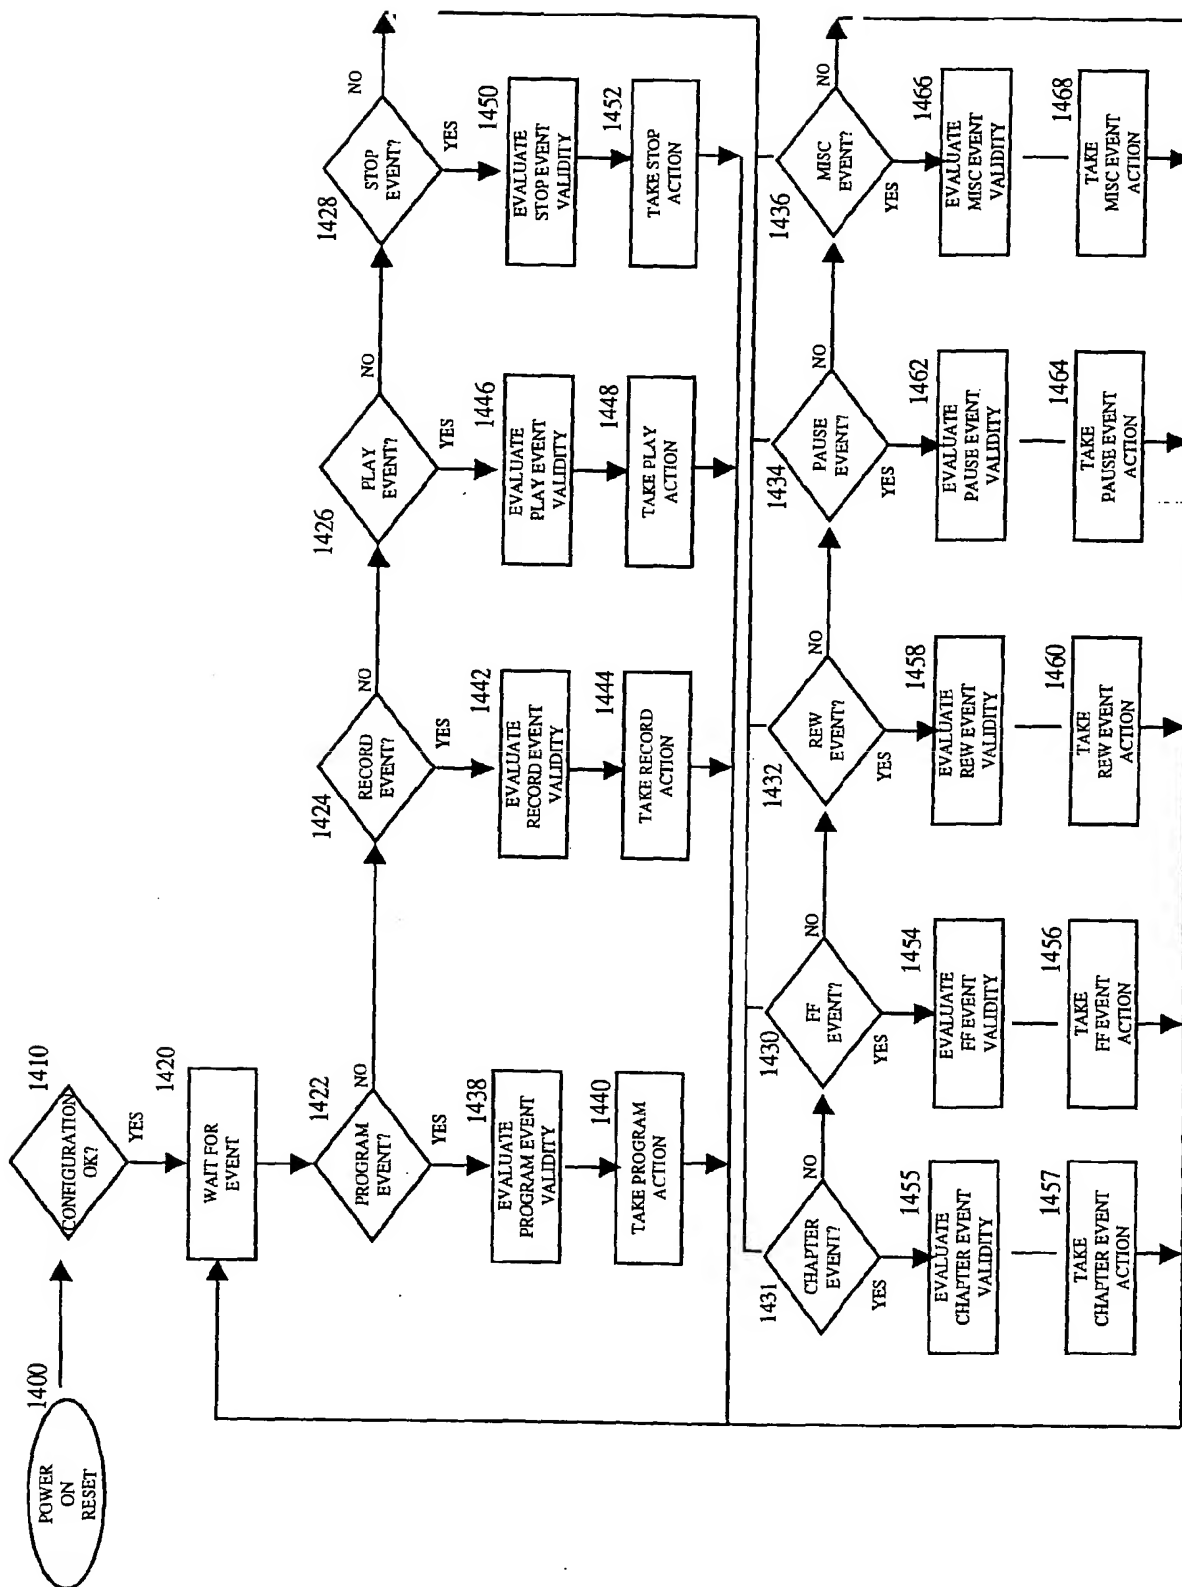 POWER
ON
RESET
1400
CONFIGURATION
OK?
1410
YES
WAIT FOR
EVENT
1420
PROGRAM
EVENT?
1422
NO
YES
EVALUATE
PROGRAM EVENT
VALIDITY
1438
TAKE PROGRAM
ACTION
1440
RECORD
EVENT?
1424
NO
YES
EVALUATE
RECORD EVENT
VALIDITY
1442
TAKE RECORD
ACTION
1444
PLAY
EVENT?
1426
NO
YES
EVALUATE
PLAY EVENT
VALIDITY
1446
TAKE PLAY
ACTION
1448
STOP
EVENT?
1428
NO
YES
EVALUATE
STOP EVENT
VALIDITY
1450
TAKE STOP
ACTION
1452
CHAPTER
EVENT?
1431
NO
YES
EVALUATE
CHAPTER EVENT
VALIDITY
1455
TAKE
CHAPTER EVENT
ACTION
1457
FF
EVENT?
1430
NO
YES
EVALUATE
FF EVENT
VALIDITY
1454
TAKE
FF EVENT
ACTION
1456
REW
EVENT?
1432
NO
YES
EVALUATE
REW EVENT
VALIDITY
1458
TAKE
REW EVENT
ACTION
1460
PAUSE
EVENT?
1434
NO
YES
EVALUATE
PAUSE EVENT
VALIDITY
1462
TAKE
PAUSE EVENT
ACTION
1464
MISC
EVENT?
1436
NO
YES
EVALUATE
MISC EVENT
VALIDITY
1466
TAKE
MISC EVENT
ACTION
1468